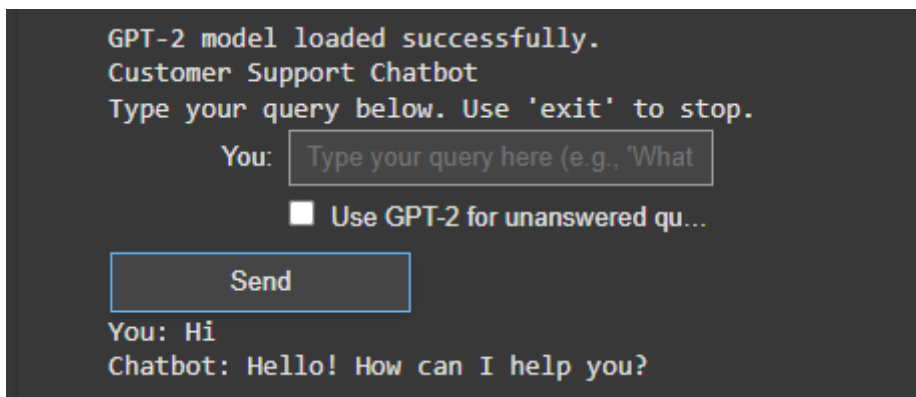 GPT-2 model loaded successfully.
Customer Support Chatbot
Type your query below. Use 'exit' to stop.
You: Type your query here (e.g., 'What
Use GPT-2 for unanswered qu...
Send
You: Hi
Chatbot: Hello! How can I help you?